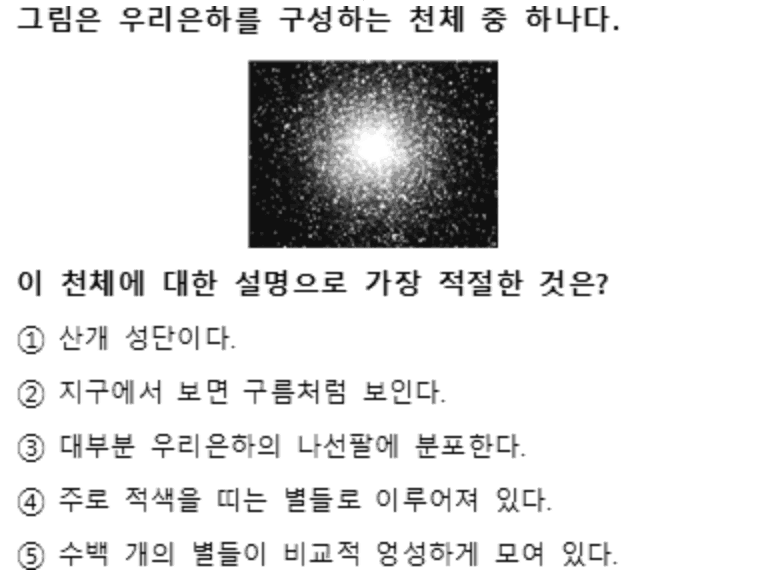 그림은 우리은하를 구성하는 천체 중 하나다.
이 천체에 대한 설명으로 가장 적절한 것은?
① 산개 성단이다.
② 지구에서 보면 구름처럼 보인다.
③ 대부분 우리은하의 나선팔에 분포한다.
④ 주로 적색을 띠는 별들로 이루어져 있다.
⑤ 수백 개의 별들이 비교적 엉성하게 모여 있다.